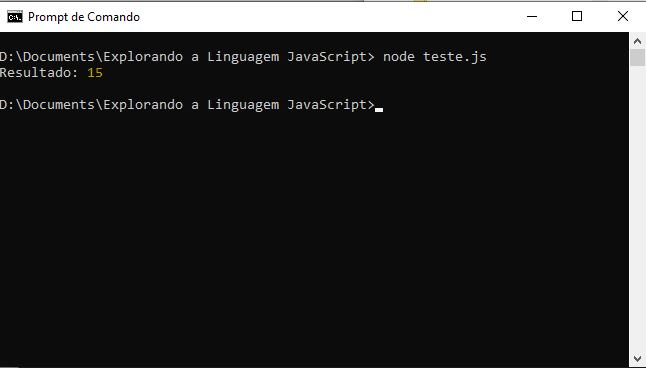 Prompt de Comando
D:\Documents\Explorando a Linguagem JavaScript> node teste.js
Resultado: 15
D:\Documents\Explorando a Linguagem JavaScript>